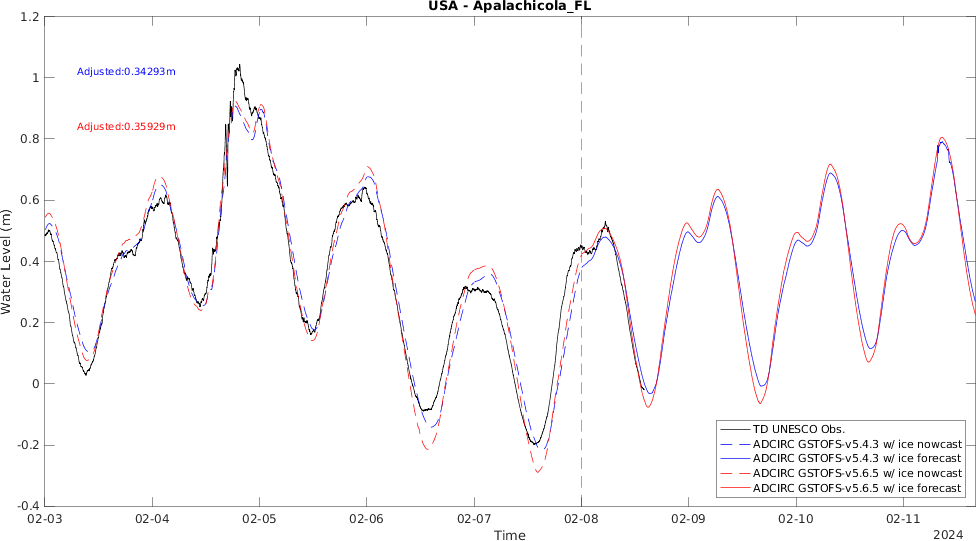 USA - Apalachicola_FL
1.2
1
0.8
0.6
0.4
0.2
0
-0.2
-0.4
Water Level (m)
Adjusted:0.34293m
Adjusted:0.35929m
TD UNESCO Obs.
ADCIRC GSTOFS-v5.4.3 w/ ice nowcast
ADCIRC GSTOFS-v5.4.3 w/ ice forecast
ADCIRC GSTOFS-v5.6.5 w/ ice nowcast
ADCIRC GSTOFS-v5.6.5 w/ ice forecast
02-03 02-04 02-05 02-06 02-07 02-08 02-09 02-10 02-11
Time
2024